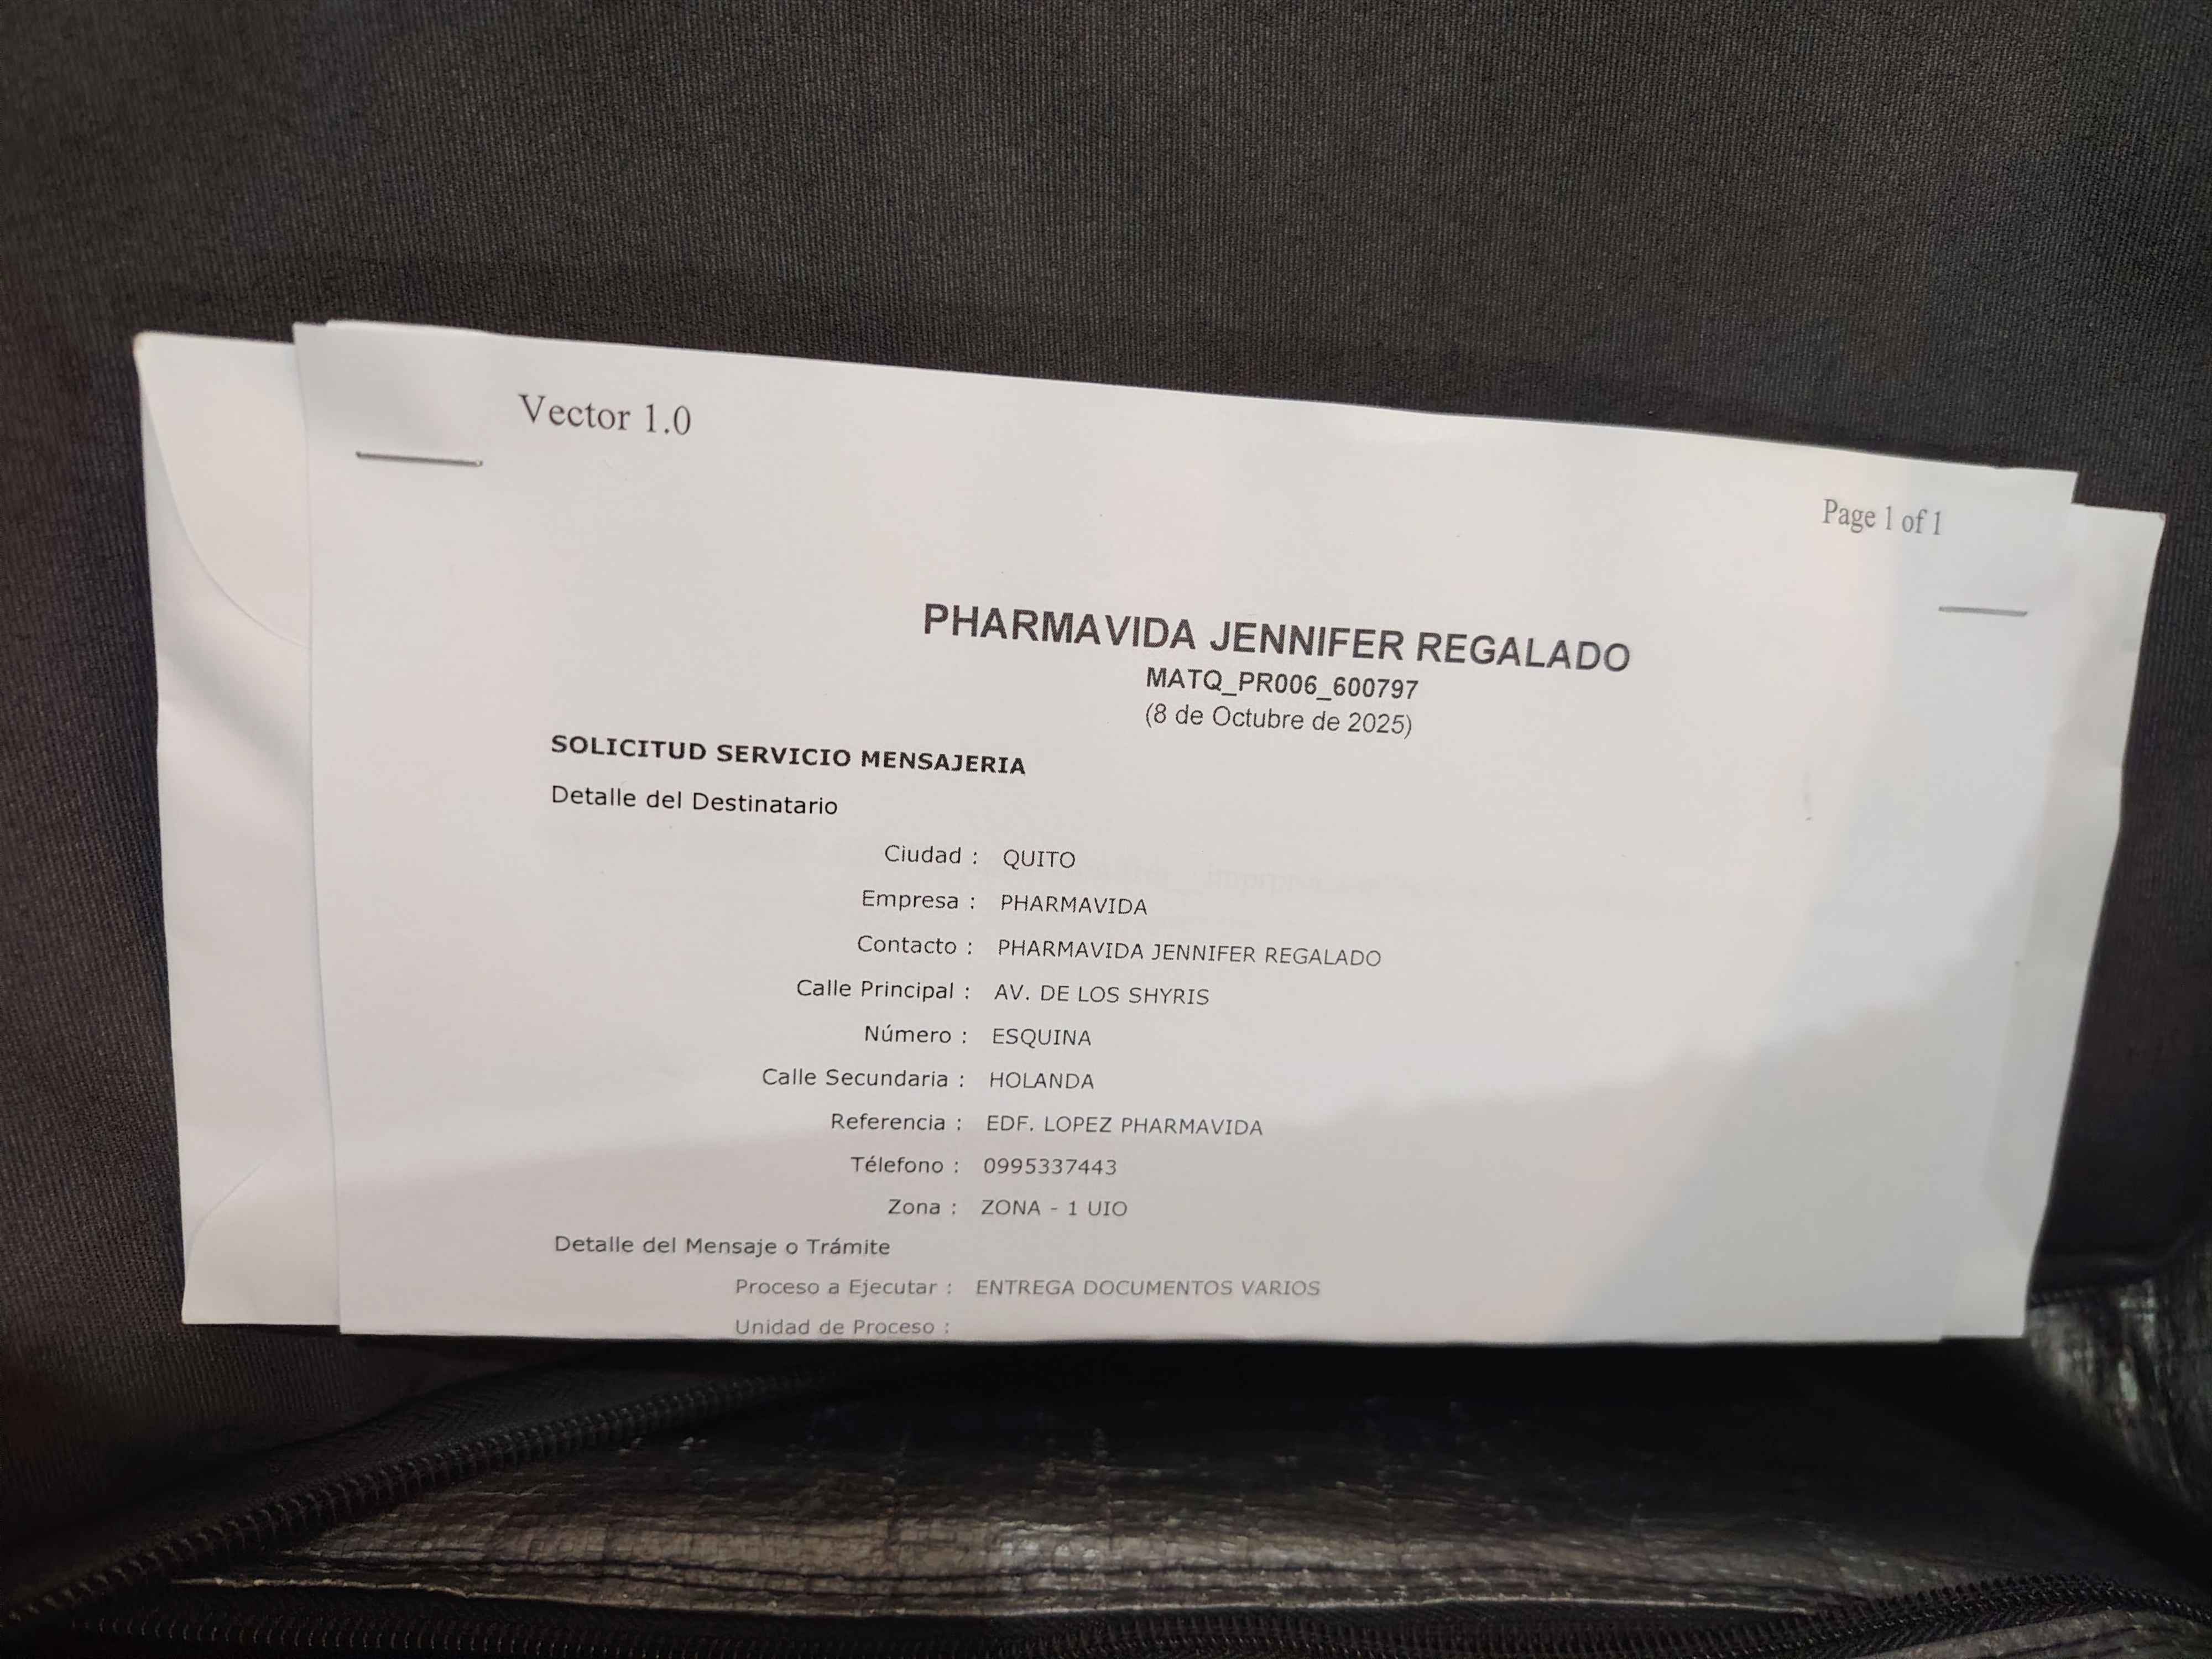 Vector 1.0
Page 1 of 1
PHARMAVIDA JENNIFER REGALADO
MATQ_PR006_600797
(8 de Octubre de 2025)
SOLICITUD SERVICIO MENSAJERIA
Detalle del Destinatario
Ciudad : QUITO
Empresa : PHARMAVIDA
Contacto : PHARMAVIDA JENNIFER REGALADO
Calle Principal : AV. DE LOS SHYRIS
Número : ESQUINA
Calle Secundaria : HOLANDA
Referencia : EDF. LOPEZ PHARMAVIDA
Télefono : 0995337443
Zona : ZONA - 1 UIO
Detalle del Mensaje o Trámite
Proceso a Ejecutar : ENTREGA DOCUMENTOS VARIOS
Unidad de Proceso :